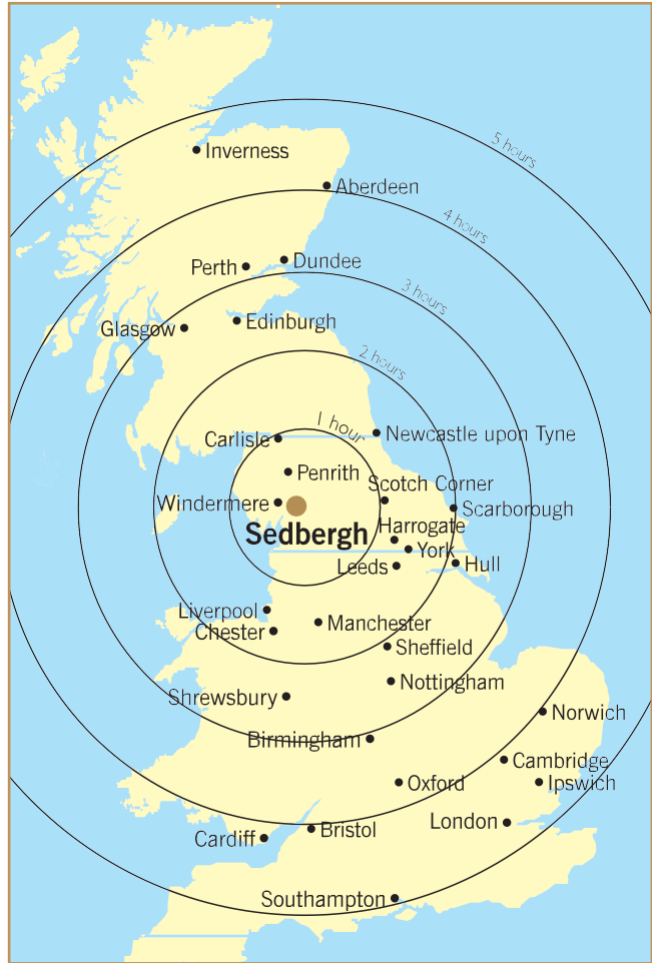 5 hours
Inverness
Aberdeen
4 hours
Dundee
Perth
3 hours
Edinburgh
Glasgow
2 hours
1 hour
Newcastle upon Tyne
Carlisle
Penrith
Scotch Corner
Windermere
Scarborough
Sedbergh
Harrogate
York
Hull
Leeds
Liverpool
Manchester
Chester
Sheffield
Nottingham
Shrewsbury
Norwich
Birmingham
Cambridge
Oxford
Ipswich
London
Bristol
Cardiff
Southampton